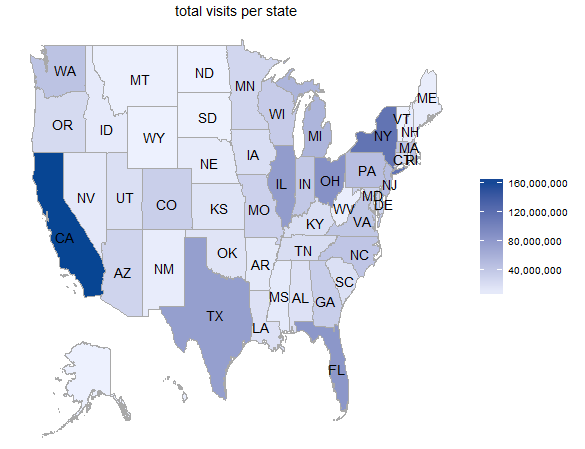 total visits per state
WA
MT
ND
MN
ME
OR
ID
SD
WI
MI
NY
VT
NH
WY
IA
NE
MA
CT
RI
NV
UT
CO
KS
MO
IL
IN
OH
PA
NJ
MD
DE
WV
VA
KY
CA
AZ
NM
OK
AR
TN
NC
SC
TX
LA
MS
AL
GA
FL
160,000,000
120,000,000
80,000,000
40,000,000